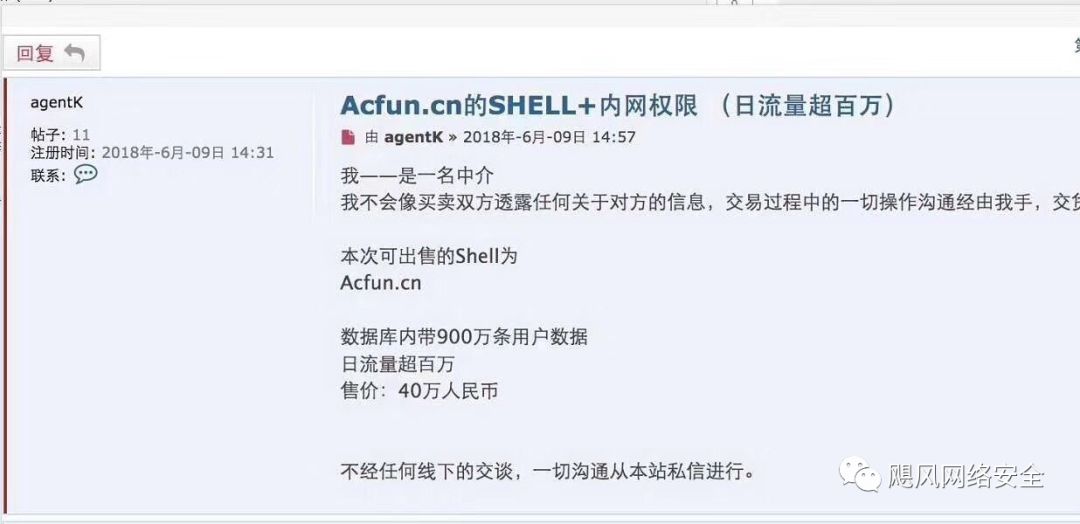 回复
agentK
帖子: 11
注册时间: 2018年-6月-09日 14:31
联系:
Acfun.cn的SHELL+内网权限 （日流量超百万）
由 agentK » 2018年-6月-09日 14:57
我——是一名中介
我不会像买卖双方透露任何关于对方的信息，交易过程中的一切操作沟通经由我手，交
本次可出售的Shell为
Acfun.cn
数据库内带900万条用户数据
日流量超百万
售价：40万人民币
不经任何线下的交谈，一切沟通从本站私信进行。
飓风网络安全